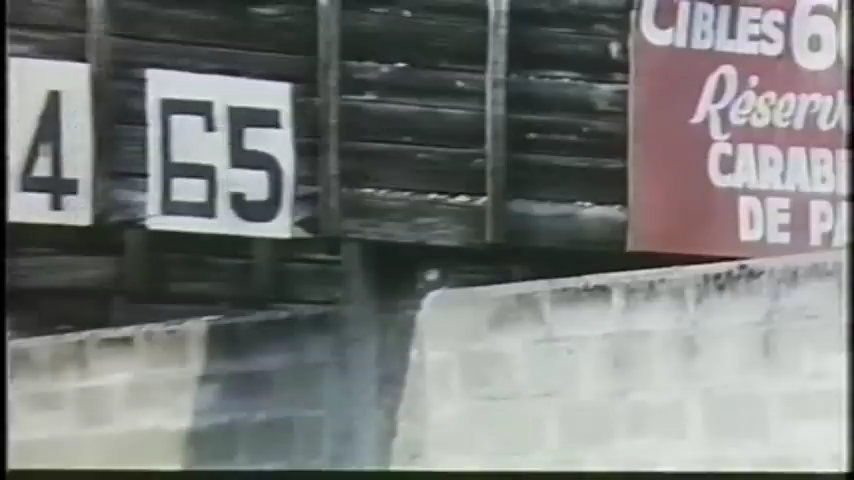 4
65
CIBLES 6
Réserv
CARAB
DE PA